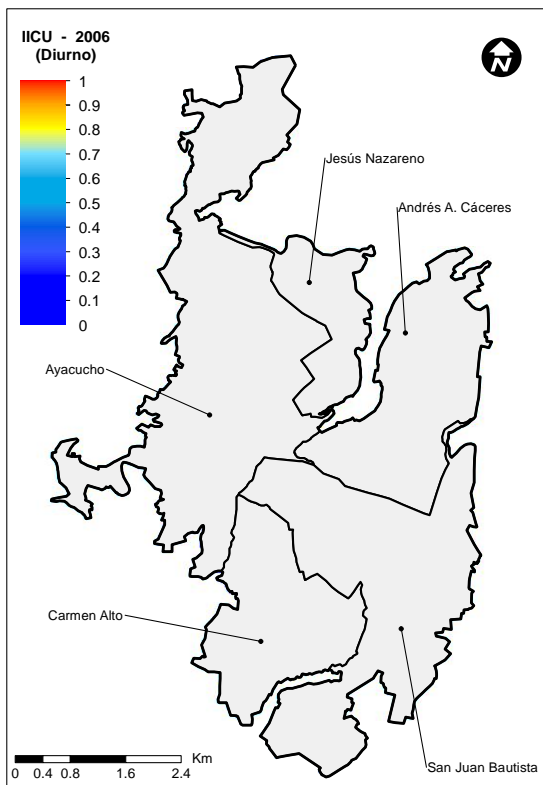 IICU - 2006
(Diurno)
1
0.9
0.8
0.7
0.6
0.5
0.4
0.3
0.2
0.1
0
N
Jesús Nazareno
Andrés A. Cáceres
Ayacucho
Carmen Alto
San Juan Bautista
Km
0 0.4 0.8 1.6 2.4